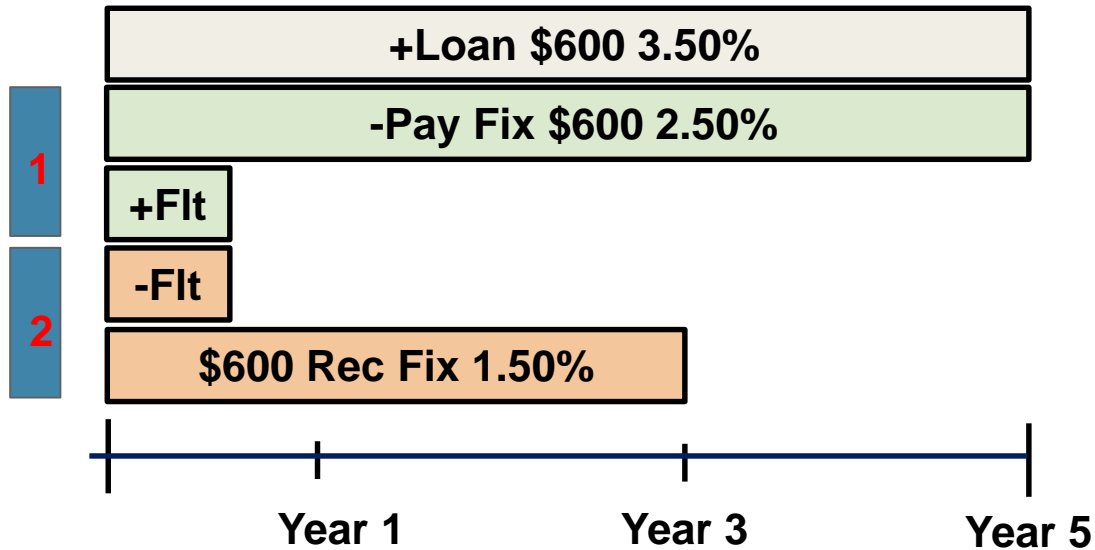 +Loan $600 3.50%
-Pay Fix $600 2.50%
1
+Flt
-Flt
2
$600 Rec Fix 1.50%
Year 1
Year 3
Year 5